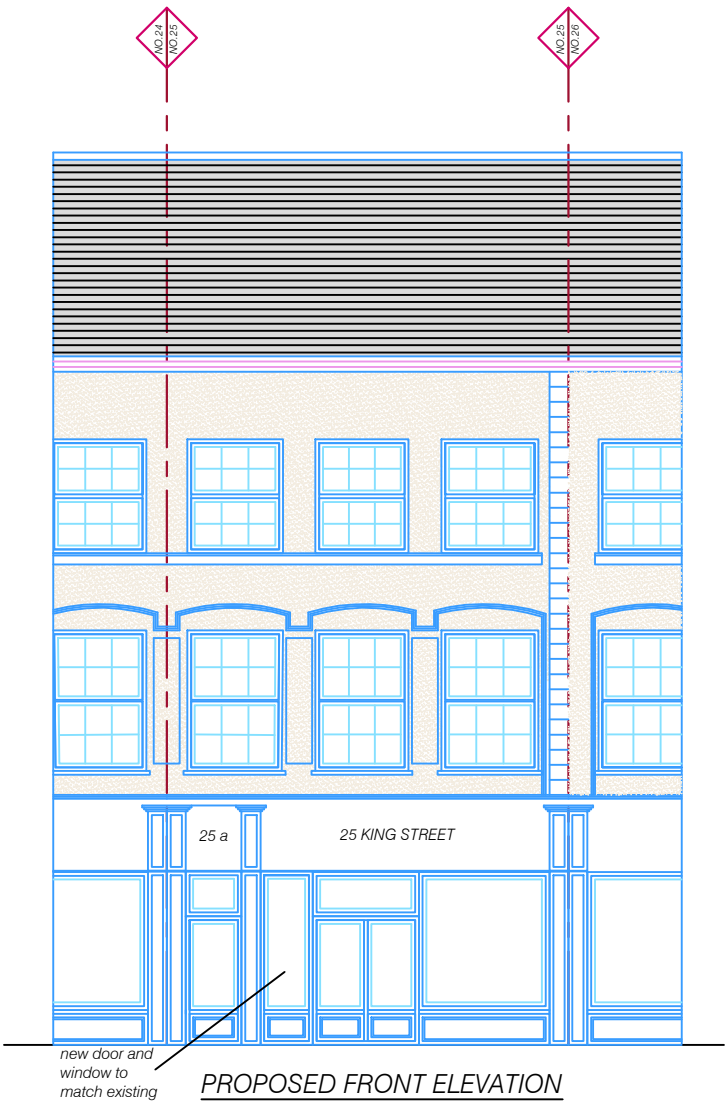 NO.24
NO.25
NO.25
NO.26
25 a
25 KING STREET
new door and
window to
match existing
PROPOSED FRONT ELEVATION